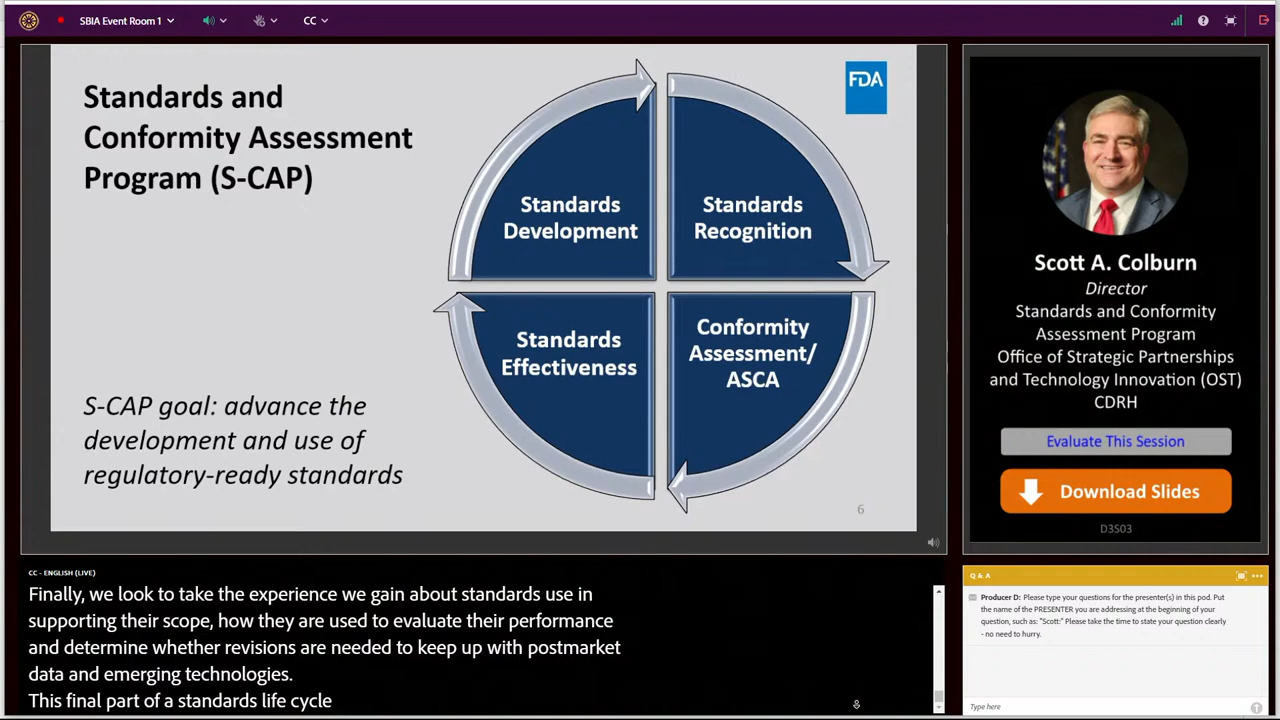 SBIA Event Room 1
CC
Standards and
Conformity Assessment
Program (S-CAP)
FDA
Standards
Development
Standards
Recognition
Standards
Effectiveness
Conformity
Assessment/
ASCA
S-CAP goal: advance the
development and use of
regulatory-ready standards
6
Scott A. Colburn
Director
Standards and Conformity
Assessment Program
Office of Strategic Partnerships
and Technology Innovation (OST)
CDRH
Evaluate This Session
Download Slides
D3S03
CC - ENGLISH (LIVE)
Finally, we look to take the experience we gain about standards use in
supporting their scope, how they are used to evaluate their performance
and determine whether revisions are needed to keep up with postmarket
data and emerging technologies.
This final part of a standards life cycle
Q & A
Producer D: Please type your questions for the presenter(s) in this pod. Put
the name of the PRESENTER you are addressing at the beginning of your
question, such as: "Scott:" Please take the time to state your question clearly
- no need to hurry.
Type here